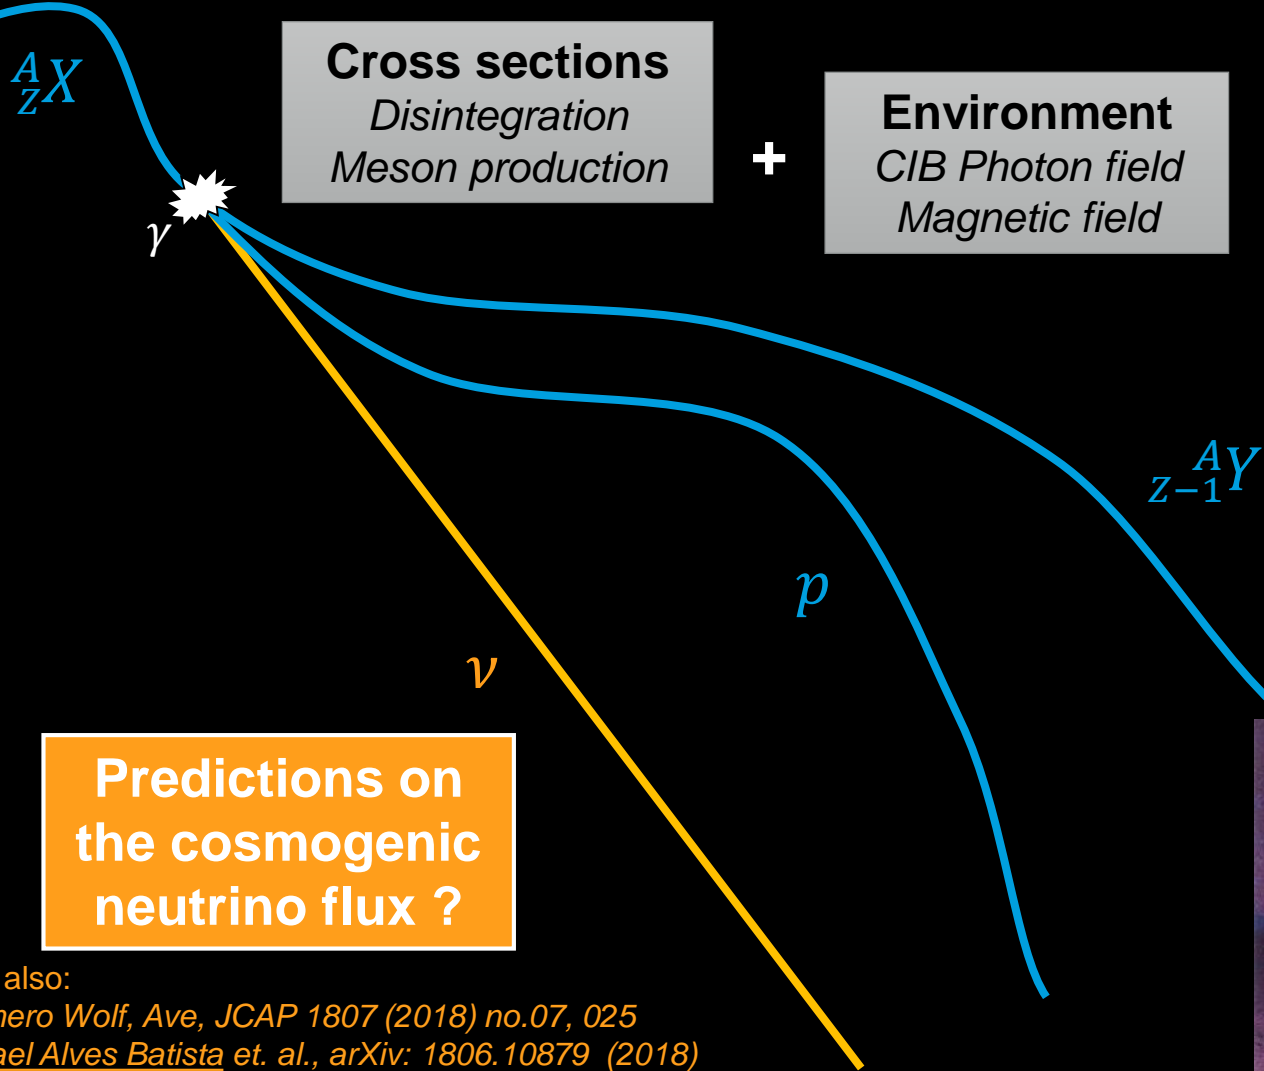 A
Z X
Cross sections
Disintegration
Meson production
+
Environment
CIB Photon field
Magnetic field
γ
A
Z−1 Y
p
ν
Predictions on
the cosmogenic
neutrino flux ?
also:
Wolf, Ave, JCAP 1807 (2018) no.07, 025
Alves Batista et. al., arXiv: 1806.10879 (2018)